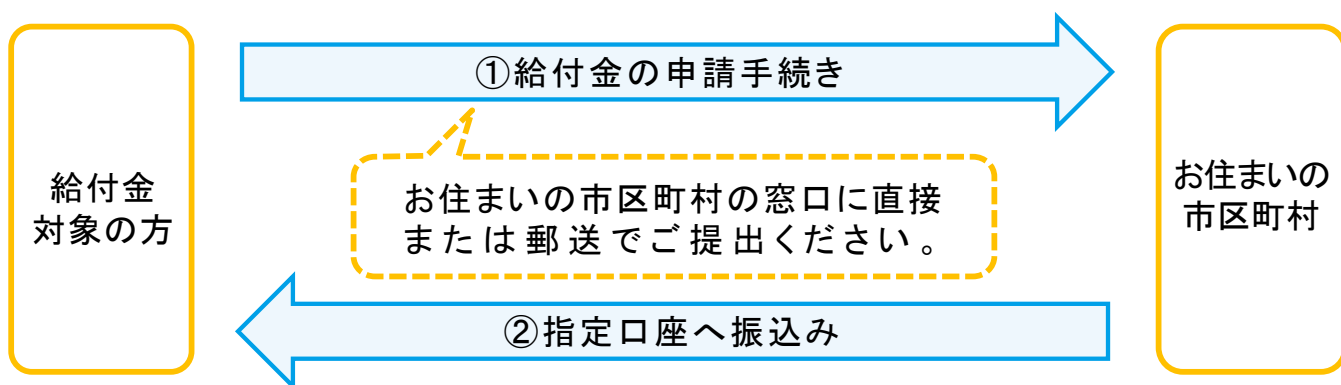 給付金
対象の方
①給付金の申請手続き
お住まいの市区町村の窓口に直接
または郵送でご提出ください。
②指定口座へ振込み
お住まいの
市区町村